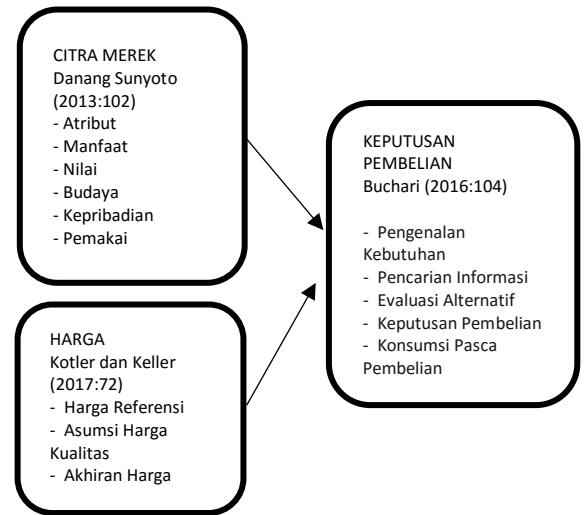 CITRA MEREK
Danang Sunyoto
(2013:102)
- Atribut
- Manfaat
- Nilai
- Budaya
- Kepribadian
- Pemakai
HARGA
Kotler dan Keller
(2017:72)
- Harga Referensi
- Asumsi Harga
Kualitas
- Akhiran Harga
KEPUTUSAN
PEMBELIAN
Buchari (2016:104)
- Pengenalan
Kebutuhan
- Pencarian Informasi
- Evaluasi Alternatif
- Keputusan Pembelian
- Konsumsi Pasca
Pembelian